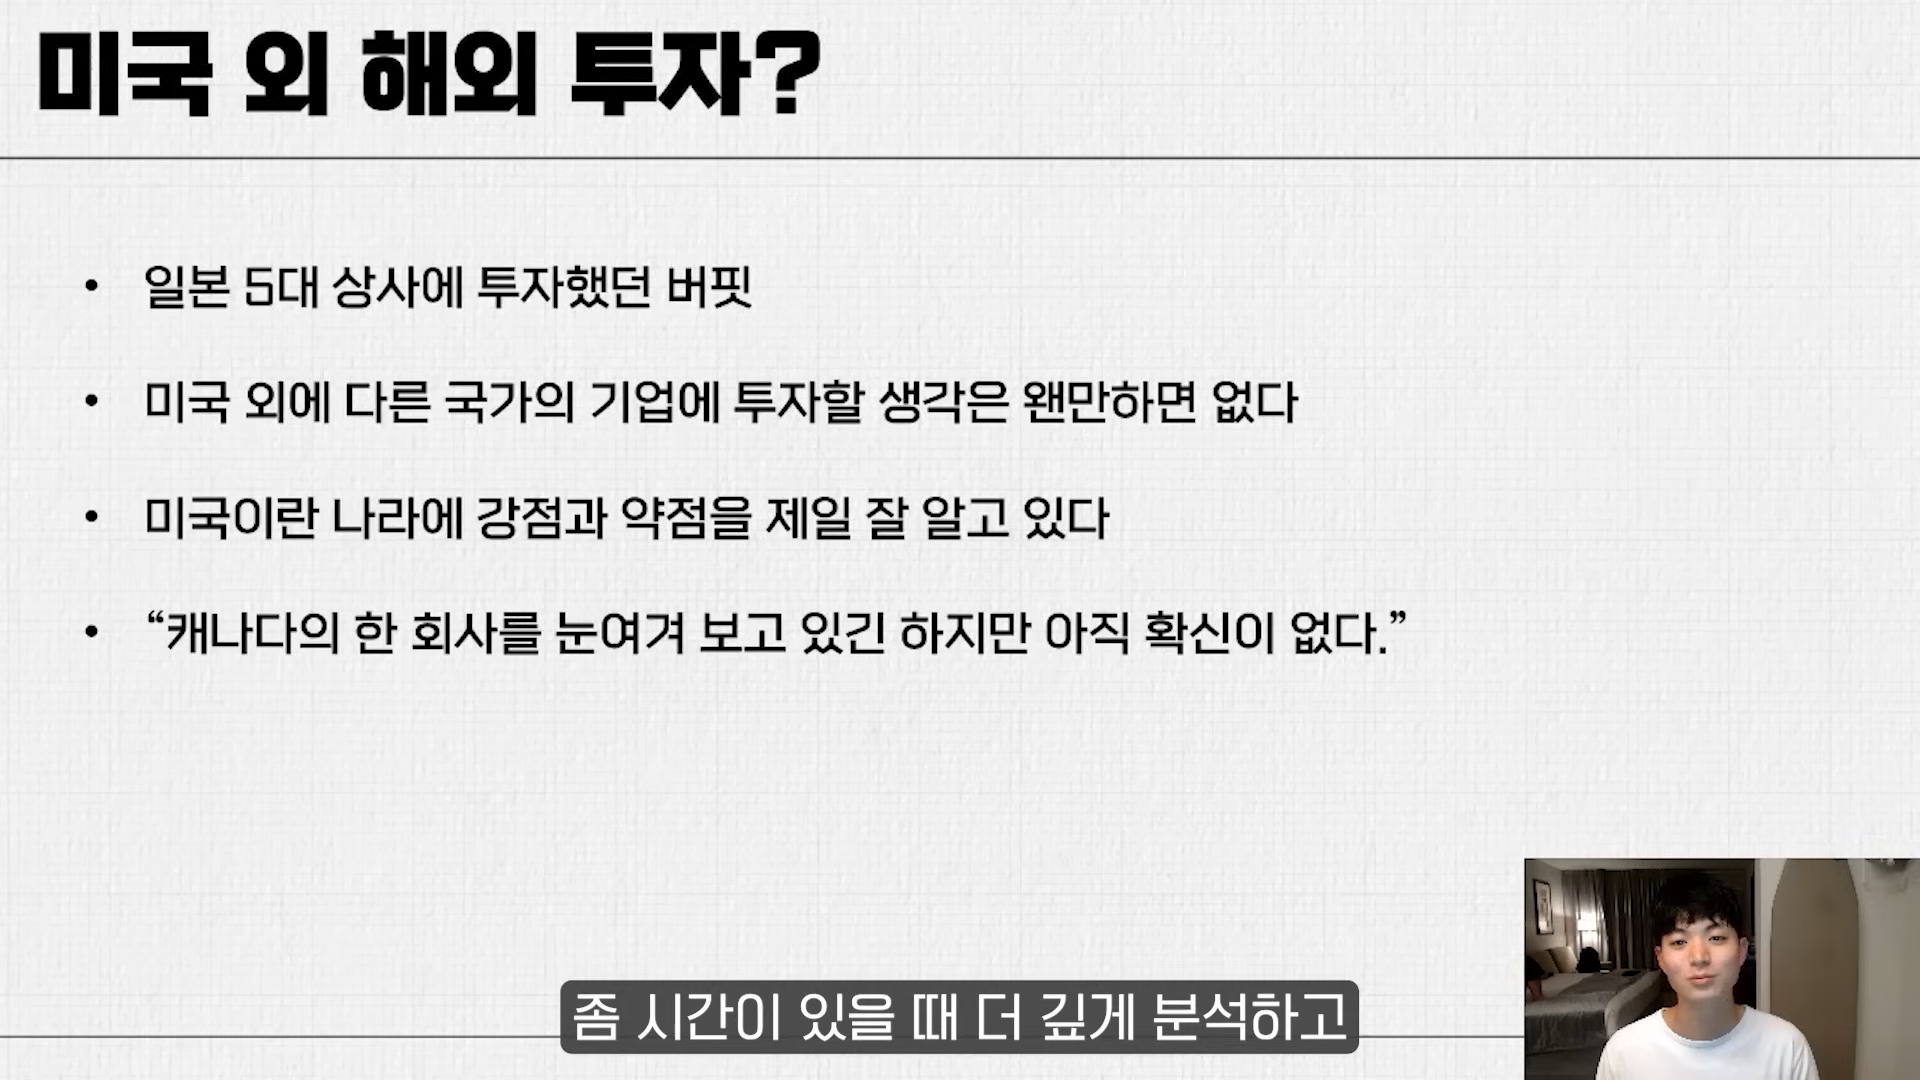 미국 외 해외 투자?
• 일본 5대 상사에 투자했던 버핏
• 미국 외에 다른 국가의 기업에 투자할 생각은 왠만하면 없다
• 미국이란 나라에 강점과 약점을 제일 잘 알고 있다
• “캐나다의 한 회사를 눈여겨 보고 있긴 하지만 아직 확신이 없다.”
좀 시간이 있을 때 더 깊게 분석하고